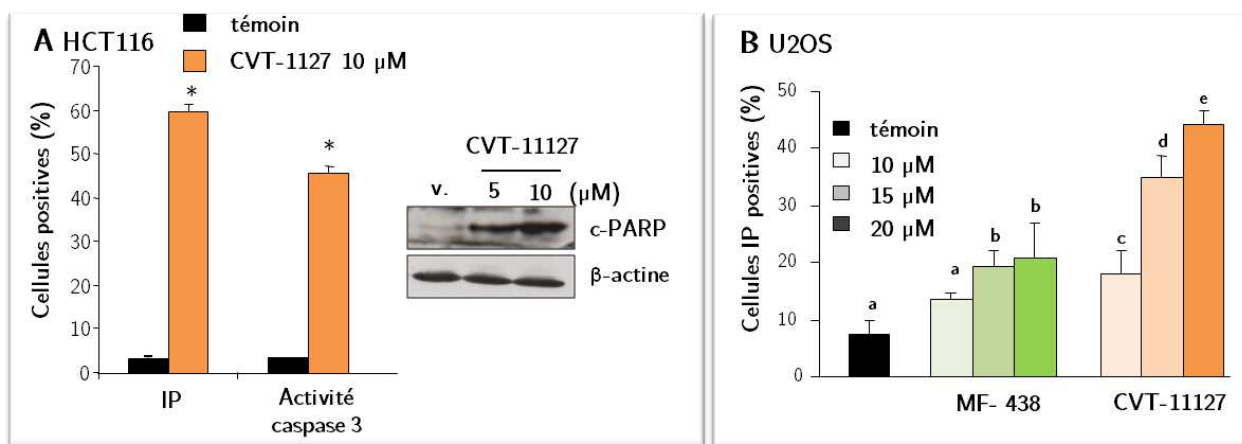 A HCT116
témoin
CVT-1127 10 µM
Cellules positives (%)
70
60
50
40
30
20
10
0
*
*
IP
Activité
caspase 3
CVT-11127
v. 5 10 (µM)
c-PARP
β-actine
B U2OS
Cellules IP positives (%)
50
40
30
20
10
0
témoin
10 µM
15 µM
20 µM
a
a
b
b
c
d
e
MF- 438
CVT-11127